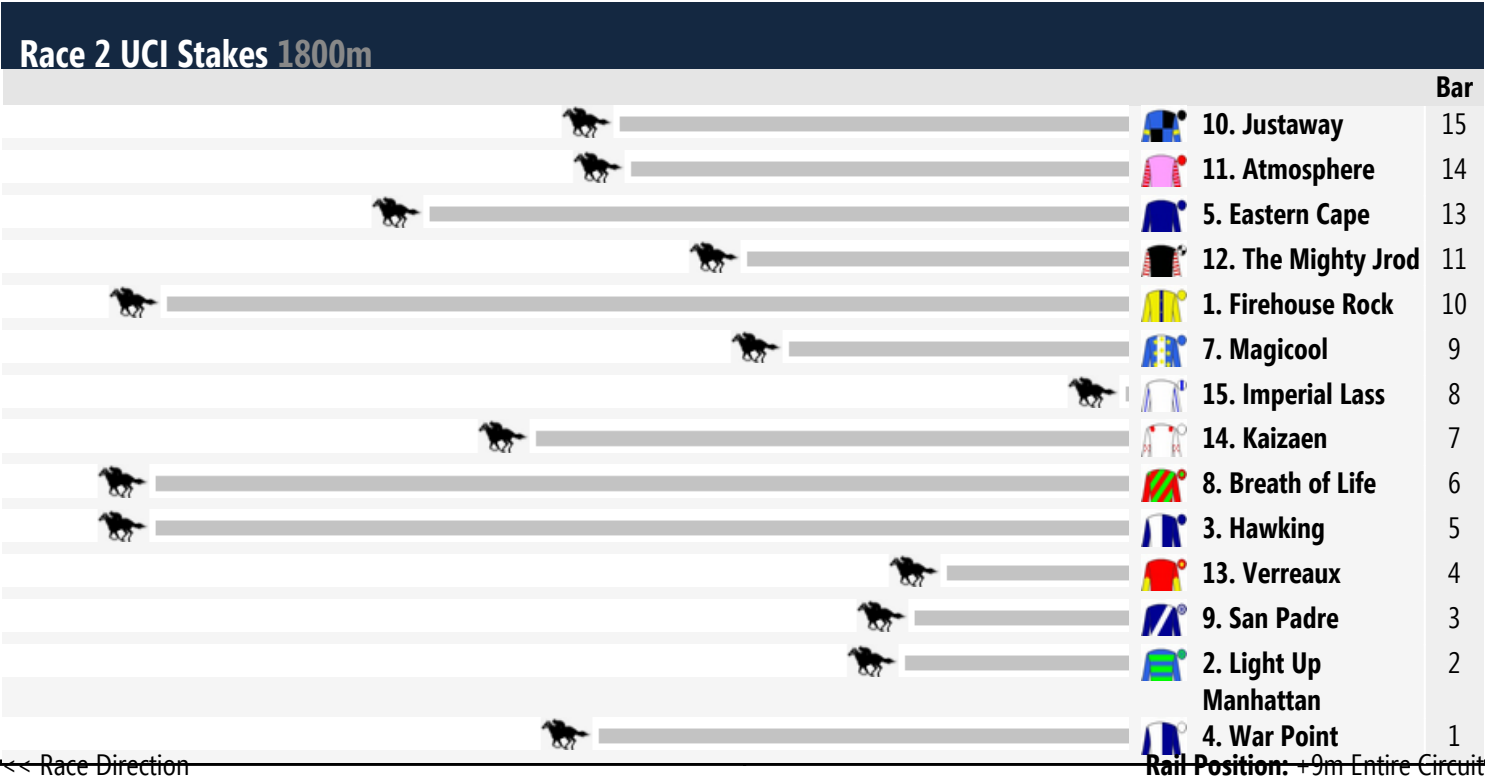 Race 2 UCI Stakes 1800m
Bar
10. Justaway 15
11. Atmosphere 14
5. Eastern Cape 13
12. The Mighty Jrod 11
1. Firehouse Rock 10
7. Magicool 9
15. Imperial Lass 8
14. Kaizaen 7
8. Breath of Life 6
3. Hawking 5
13. Verreaux 4
9. San Padre 3
2. Light Up 2
Manhattan
4. War Point 1
<< Race Direction Rail Position: +9m Entire Circuit